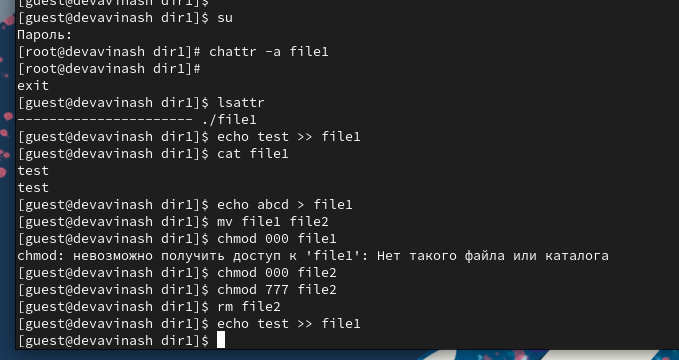 [guest@devavinash dir1]$
[guest@devavinash dir1]$ su
Пароль:
[root@devavinash dir1]# chattr -a file1
[root@devavinash dir1]#
exit
[guest@devavinash dir1]$ lsattr
---------------------- ./file1
[guest@devavinash dir1]$ echo test >> file1
[guest@devavinash dir1]$ cat file1
test
test
[guest@devavinash dir1]$ echo abcd > file1
[guest@devavinash dir1]$ mv file1 file2
[guest@devavinash dir1]$ chmod 000 file1
chmod: невозможно получить доступ к 'file1': Нет такого файла или каталога
[guest@devavinash dir1]$ chmod 000 file2
[guest@devavinash dir1]$ chmod 777 file2
[guest@devavinash dir1]$ rm file2
[guest@devavinash dir1]$ echo test >> file1
[guest@devavinash dir1]$